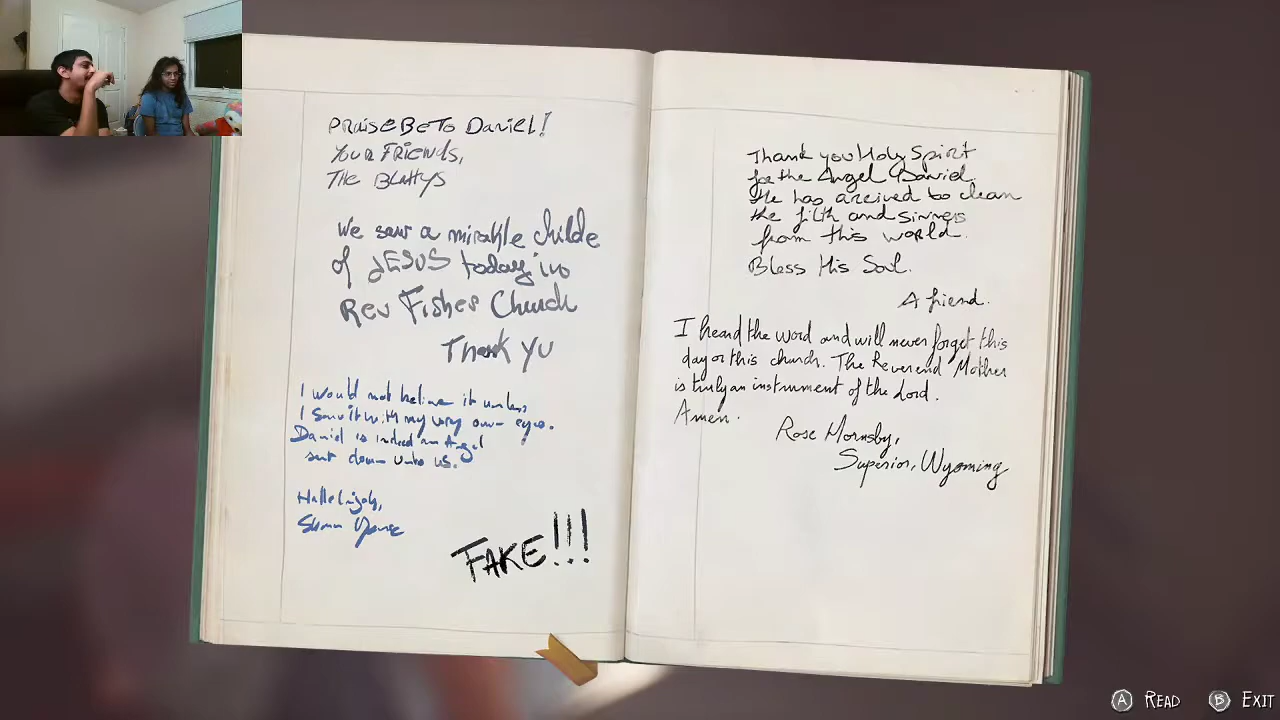 Praise Be To Daniel!
Your Friends,
The Blattys
We saw a mirakle childe
of JESUS today in
Rev Fisher Church
Thank YU
I would not believe it unless
I saw it with my very own eyes.
Daniel is indeed an Angel
sent down unto us.
Hallelujah,
FAKE!!!
Thank you Holy Spirit
for the Angel Daniel.
He has arrived to clean
the filth and sinners
from this world.
Bless His Soul.
A friend.
I heard the word and will never forget this
day or this church. The Reverend Mother
is truly an instrument of the Lord.
Amen.
Rose Mornsby,
Superior, Wyoming
A READ B EXIT